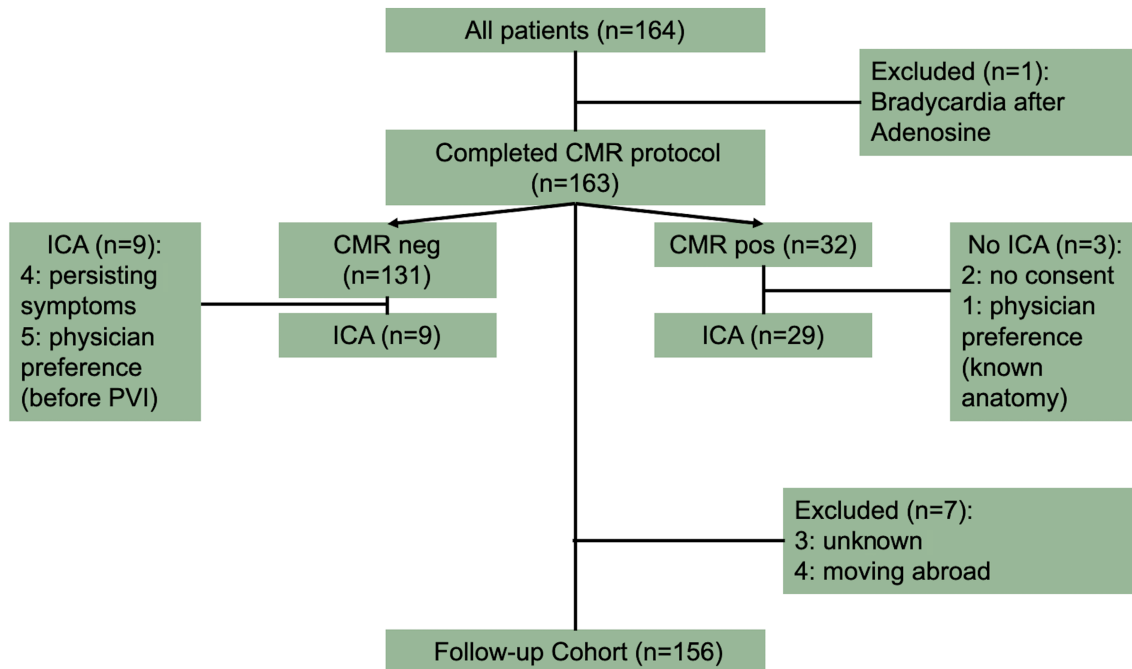 All patients (n=164)
Excluded (n=1):
Bradycardia after
Adenosine
Completed CMR protocol
(n=163)
ICA (n=9):
4: persisting
symptoms
5: physician
preference
(before PVI)
CMR neg
(n=131)
ICA (n=9)
CMR pos (n=32)
ICA (n=29)
No ICA (n=3):
2: no consent
1: physician
preference
(known
anatomy)
Excluded (n=7):
3: unknown
4: moving abroad
Follow-up Cohort (n=156)